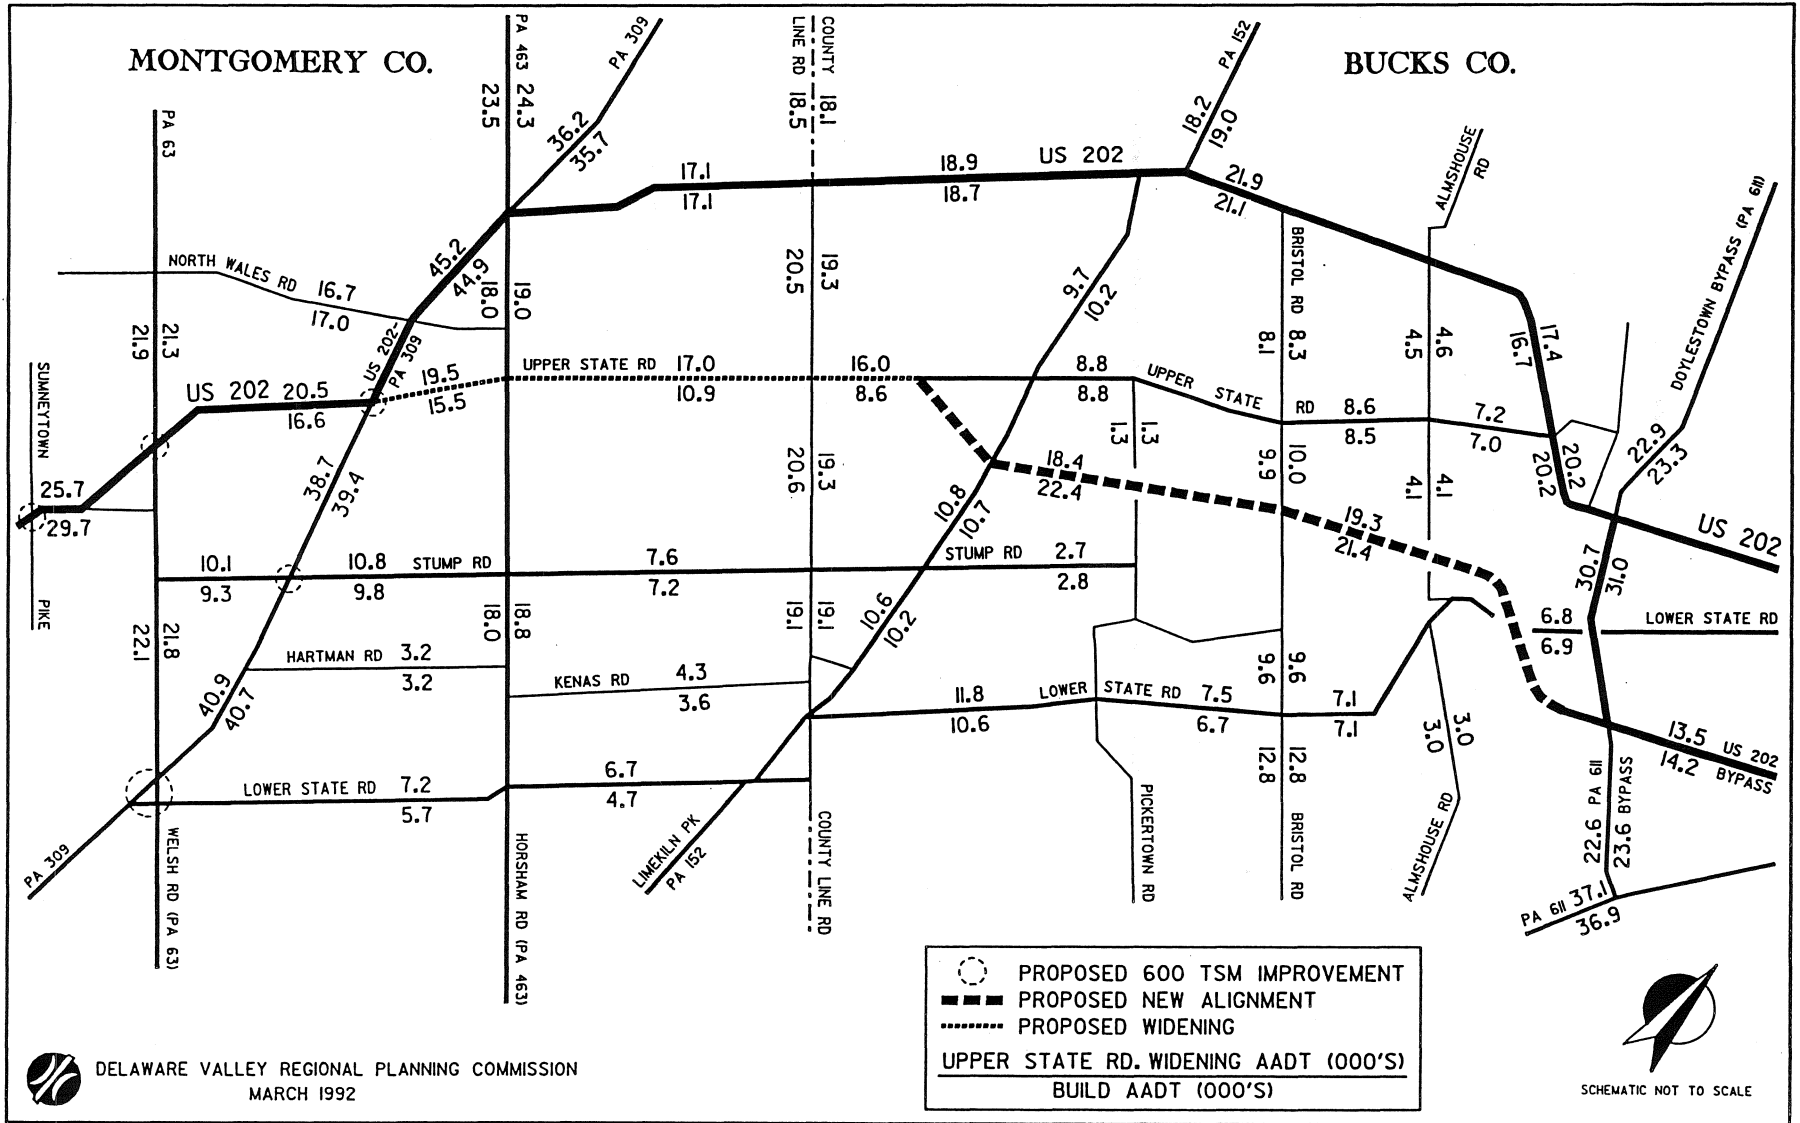 MONTGOMERY CO.
BUCKS CO.
PA 463
24.3
23.5
PA 309
36.2
35.7
COUNTY
LINE RD
18.1
18.5
PA 152
18.2
19.0
PA 63
ALMSHOUSE
RD
17.1
17.1
18.9
US 202
18.7
21.9
21.1
DOYLESTOWN BYPASS (PA 611)
NORTH WALES RD
16.7
17.0
45.2
44.9
19.0
18.0
19.3
20.5
9.7
10.2
BRISTOL RD
8.3
8.1
4.6
4.5
17.4
16.7
21.3
21.9
US 202-
PA 309
19.5
15.5
UPPER STATE RD
17.0
10.9
16.0
8.6
8.8
8.8
UPPER STATE RD
8.6
8.5
7.2
7.0
SUMNEYTOWN
PIKE
US 202
20.5
16.6
1.3
1.3
25.7
29.7
38.7
39.4
19.3
20.6
18.4
22.4
10.0
9.9
4.1
4.1
20.2
20.2
22.9
23.3
10.8
10.7
19.3
21.4
US 202
10.1
9.3
10.8
STUMP RD
9.8
7.6
7.2
STUMP RD
2.7
2.8
30.7
31.0
21.8
22.1
18.8
18.0
19.1
19.1
10.6
10.2
6.8
LOWER STATE RD
6.9
HARTMAN RD
3.2
3.2
KENAS RD
4.3
3.6
40.9
40.7
9.6
9.6
11.8
LOWER STATE RD
7.5
10.6
6.7
7.1
7.1
3.0
3.0
13.5
US 202
14.2
BYPASS
LOWER STATE RD
7.2
5.7
6.7
4.7
12.8
12.8
22.6 PA 611
23.6 BYPASS
PA 309
WELSH RD (PA 63)
HORSHAM RD (PA 463)
LIMEKILN PK
PA 152
COUNTY LINE RD
PICKERTOWN RD
BRISTOL RD
ALMSHOUSE RD
PA 611
37.1
36.9
PROPOSED 600 TSM IMPROVEMENT
PROPOSED NEW ALIGNMENT
PROPOSED WIDENING
UPPER STATE RD. WIDENING AADT (000'S)
BUILD AADT (000'S)
DELAWARE VALLEY REGIONAL PLANNING COMMISSION
MARCH 1992
SCHEMATIC NOT TO SCALE